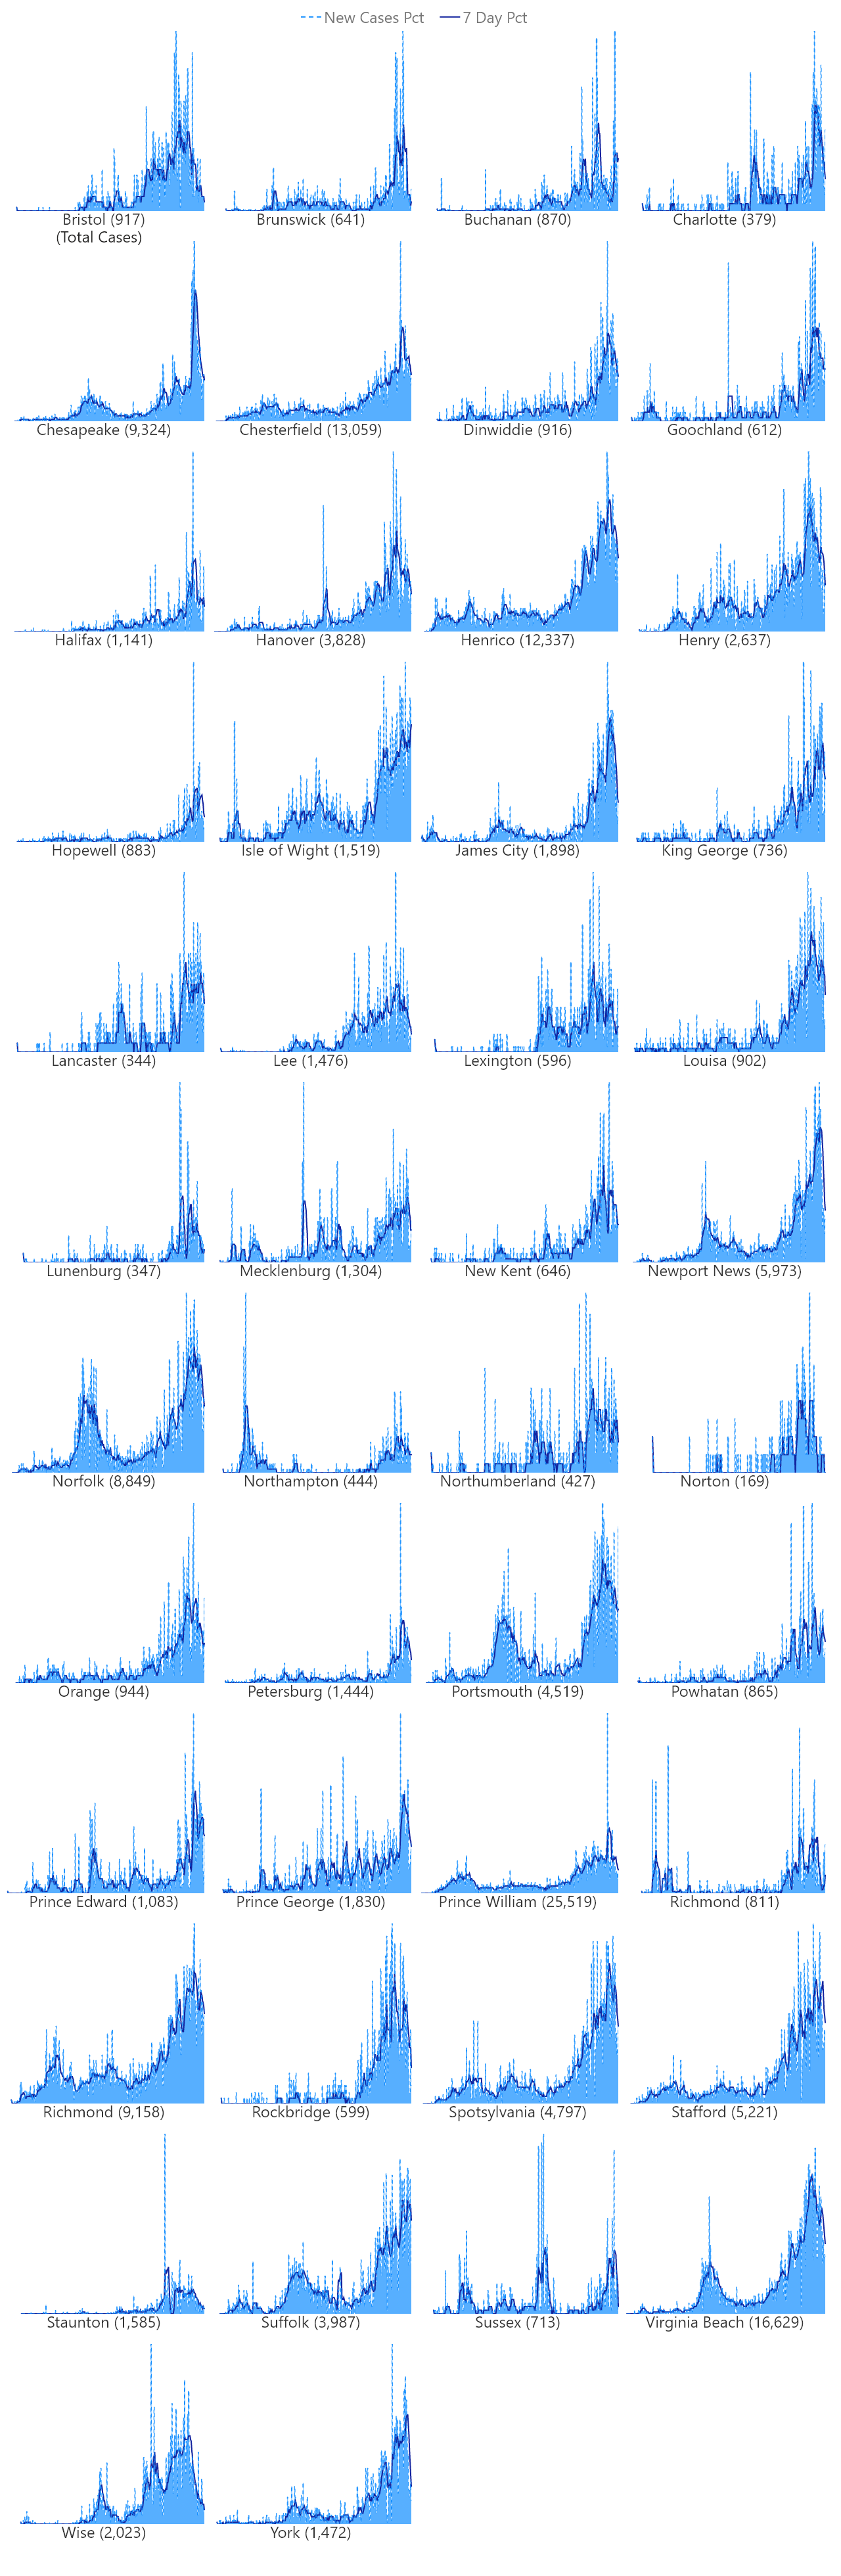 New Cases Pct 7 Day Pct
Bristol (917) Brunswick (641) Buchanan (870) Charlotte (379)
(Total Cases)
Chesapeake (9,324) Chesterfield (13,059) Dinwiddie (916) Goochland (612)
Halifax (1,141) Hanover (3,828) Henrico (12,337) Henry (2,637)
Hopewell (883) Isle of Wight (1,519) James City (1,898) King George (736)
Lancaster (344) Lee (1,476) Lexington (596) Louisa (902)
Lunenburg (347) Mecklenburg (1,304) New Kent (646) Newport News (5,973)
Norfolk (8,849) Northampton (444) Northumberland (427) Norton (169)
Orange (944) Petersburg (1,444) Portsmouth (4,519) Powhatan (865)
Prince Edward (1,083) Prince George (1,830) Prince William (25,519) Richmond (811)
Richmond (9,158) Rockbridge (599) Spotsylvania (4,797) Stafford (5,221)
Staunton (1,585) Suffolk (3,987) Sussex (713) Virginia Beach (16,629)
Wise (2,023) York (1,472)